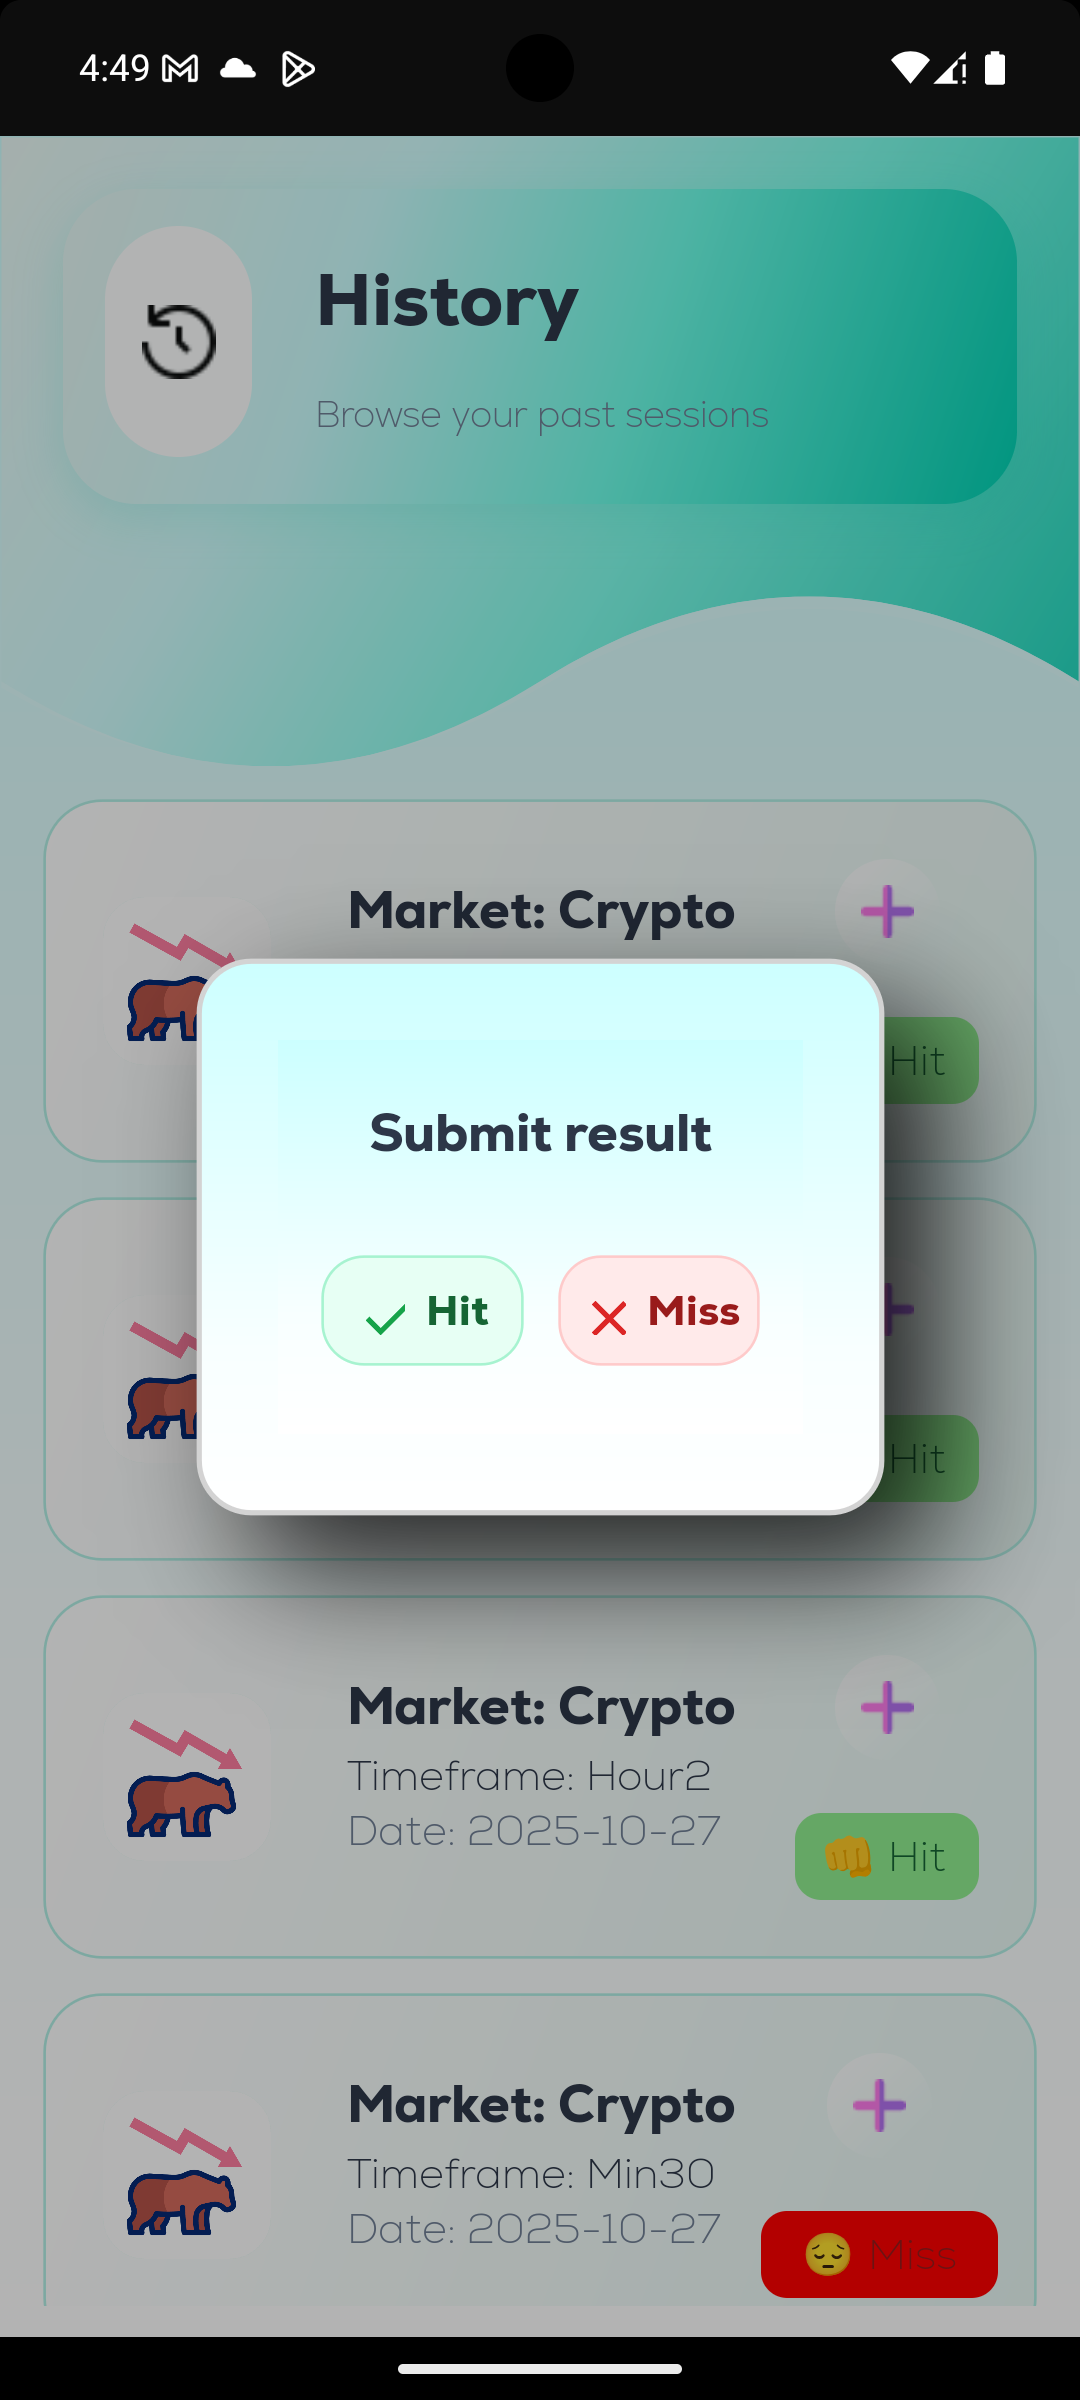 4:49
History
Browse your past sessions
Market: Crypto
Hit
Submit result
Hit
Miss
Hit
Market: Crypto
Timeframe: Hour2
Date: 2025-10-27
Hit
Market: Crypto
Timeframe: Min30
Date: 2025-10-27
Miss